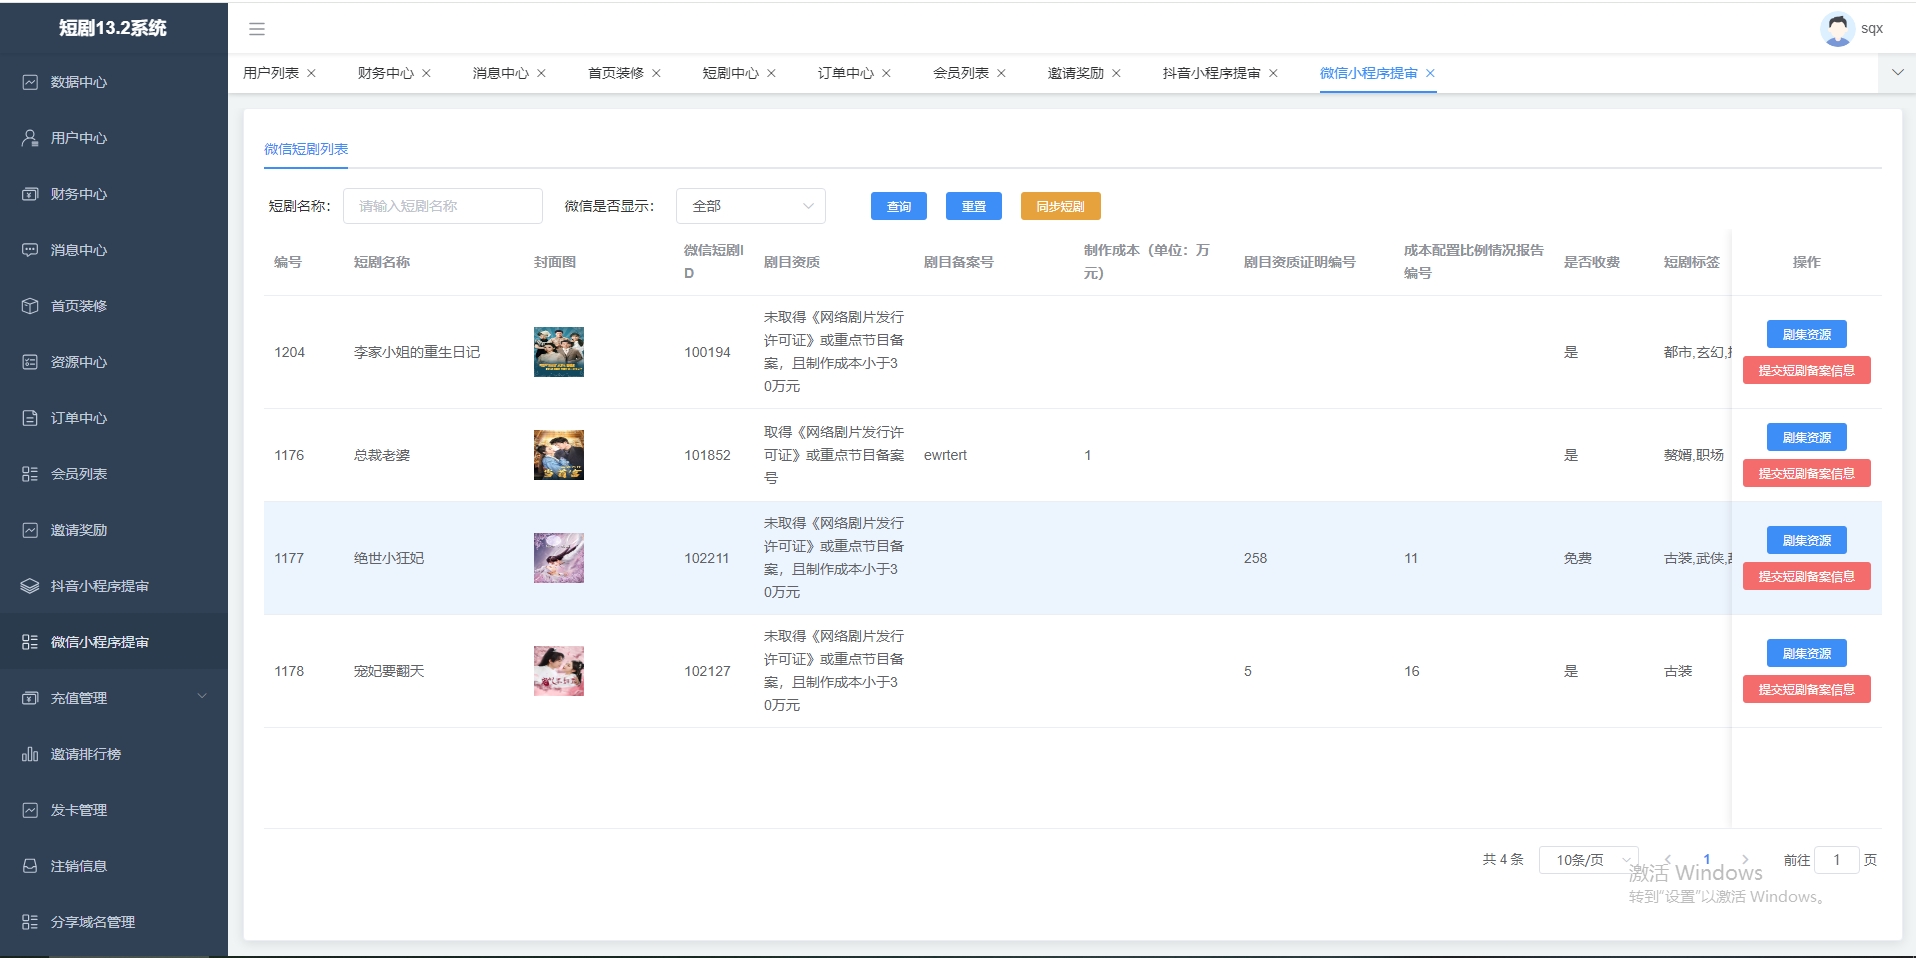 短剧13.2系统
sqx
用户列表 ×
财务中心 ×
消息中心 ×
首页装修 ×
短剧中心 ×
订单中心 ×
会员列表 ×
邀请奖励 ×
抖音小程序提审 ×
微信小程序提审 ×
数据中心
用户中心
财务中心
消息中心
首页装修
资源中心
订单中心
会员列表
邀请奖励
抖音小程序提审
微信小程序提审
充值管理
邀请排行榜
发卡管理
注销信息
分享域名管理
微信短剧列表
短剧名称：
请输入短剧名称
微信是否显示：
全部
查询
重置
同步短剧
编号
短剧名称
封面图
微信短剧I
D
剧目资质
剧目备案号
制作成本（单位：万
元）
剧目资质证明编号
成本配置比例情况报告
编号
是否收费
短剧标签
操作
1204
李家小姐的重生日记
100194
未取得《网络剧片发行
许可证》或重点节目备
案，且制作成本小于3
0万元
是
都市,玄幻,
剧集资源
提交短剧备案信息
1176
总裁老婆
101852
取得《网络剧片发行许
可证》或重点节目备案
号
ewrtert
1
是
赘婿,职场
剧集资源
提交短剧备案信息
1177
绝世小狂妃
102211
未取得《网络剧片发行
许可证》或重点节目备
案，且制作成本小于3
0万元
258
11
免费
古装,武侠,
剧集资源
提交短剧备案信息
1178
宠妃要翻天
102127
未取得《网络剧片发行
许可证》或重点节目备
案，且制作成本小于3
0万元
5
16
是
古装
剧集资源
提交短剧备案信息
共 4 条
10条/页
1
前往
1
页
激活 Windows
转到"设置"以激活 Windows。